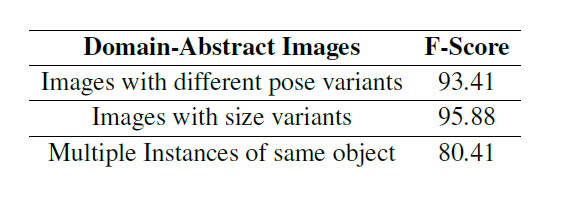 Domain-Abstract Images F-Score
Images with different pose variants 93.41
Images with size variants 95.88
Multiple Instances of same object 80.41